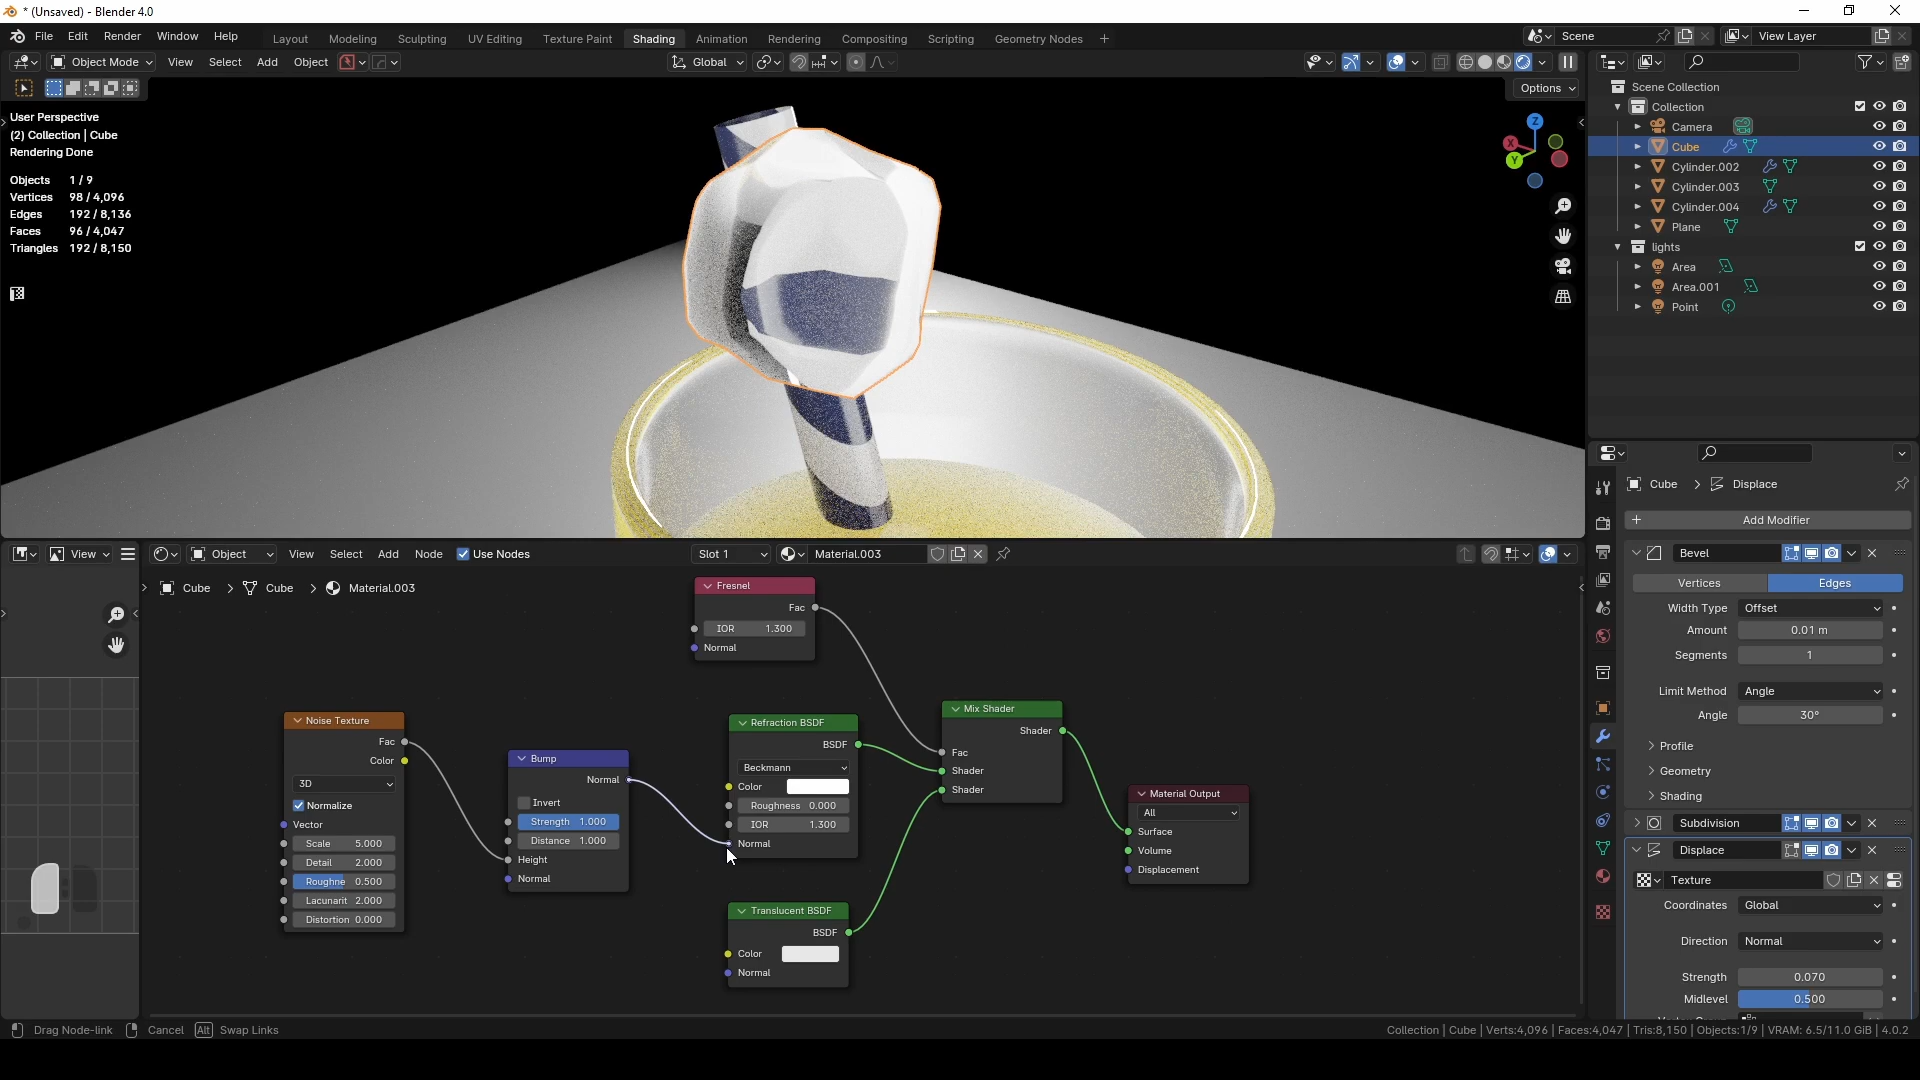 * (Unsaved) - Blender 4.0
File Edit Render Window Help Layout Modeling Sculpting UV Editing Texture Paint Shading Animation Rendering Compositing Scripting Geometry Nodes + Scene View Layer
Object Mode View Select Add Object Global
Options
User Perspective
(2) Collection | Cube
Rendering Done
Objects 1 / 9
Vertices 98 / 4,096
Edges 192 / 8,136
Faces 96 / 4,047
Triangles 192 / 8,150
Z
X
Y
Scene Collection
Collection
Camera
Cube
Cylinder.002
Cylinder.003
Cylinder.004
Plane
lights
Area
Area.001
Point
View Object View Select Add Node Use Nodes Slot 1 Material.003
Cube > Cube > Material.003
Fresnel
Fac
IOR 1.300
Normal
Noise Texture
Fac
Color
3D
Normalize
Vector
Scale 5.000
Detail 2.000
Roughne 0.500
Lacunarit 2.000
Distortion 0.000
Bump
Normal
Invert
Strength 1.000
Distance 1.000
Height
Normal
Refraction BSDF
BSDF
Beckmann
Color
Roughness 0.000
IOR 1.300
Normal
Translucent BSDF
BSDF
Color
Normal
Mix Shader
Shader
Fac
Shader
Shader
Material Output
All
Surface
Volume
Displacement
Cube > Displace
+ Add Modifier
Bevel
Vertices Edges
Width Type Offset
Amount 0.01 m
Segments 1
Limit Method Angle
Angle 30°
Profile
Geometry
Shading
Subdivision
Displace
Texture
Coordinates Global
Direction Normal
Strength 0.070
Midlevel 0.500
Drag Node-link Cancel Alt Swap Links
Collection | Cube | Verts:4,096 | Faces:4,047 | Tris:8,150 | Objects:1/9 | VRAM: 6.5/11.0 GiB | 4.0.2